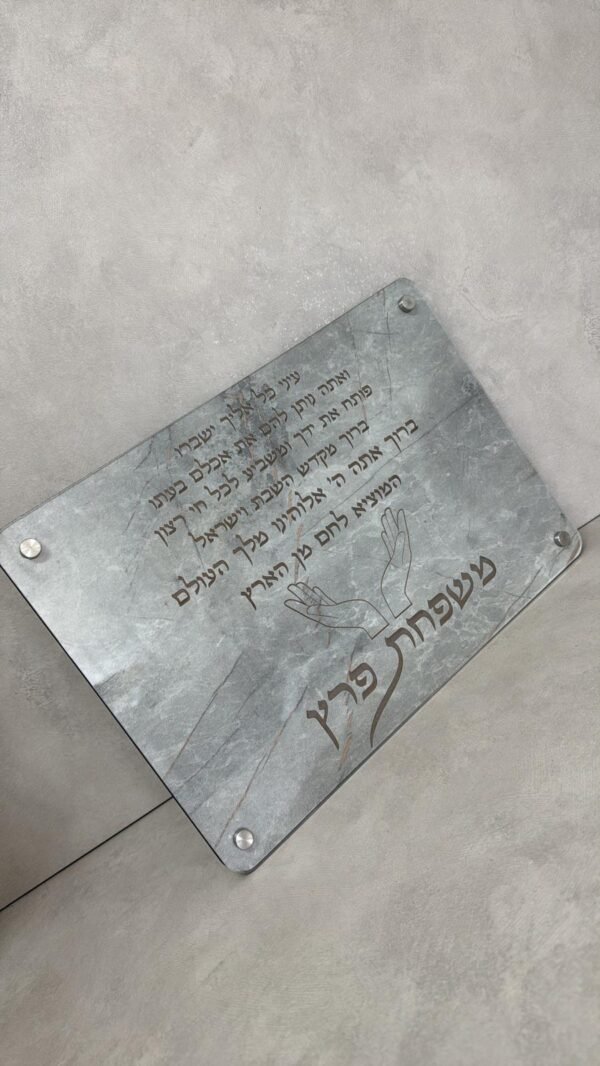 עיני כל אליך ישברו
ואתה נותן להם את אכלם בעתו
פותח את ידך ומשביע לכל חי רצון
ברוך מקדש השבת וישראל
ברוך אתה ה' אלוהינו מלך העולם
המוציא לחם מן הארץ
משפחת פרץ